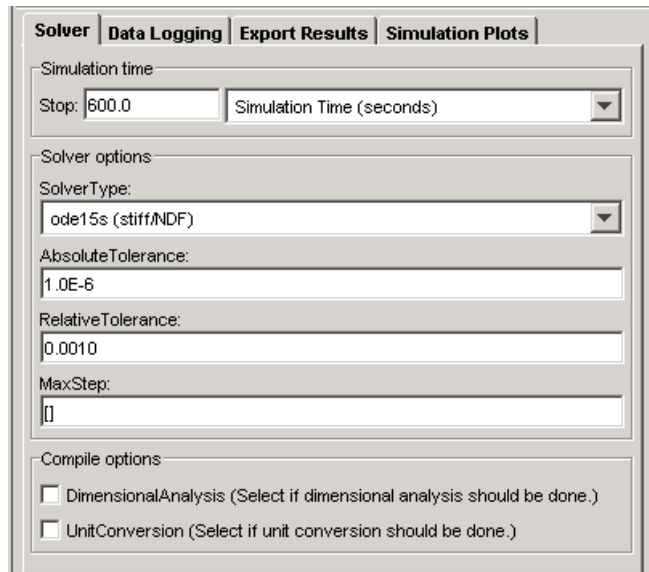 Solver Data Logging Export Results Simulation Plots
Simulation time
Stop: 600.0 Simulation Time (seconds)
Solver options
SolverType:
ode15s (stiff/NDF)
AbsoluteTolerance:
1.0E-6
RelativeTolerance:
0.0010
MaxStep:
[]
Compile options
DimensionalAnalysis (Select if dimensional analysis should be done.)
UnitConversion (Select if unit conversion should be done.)